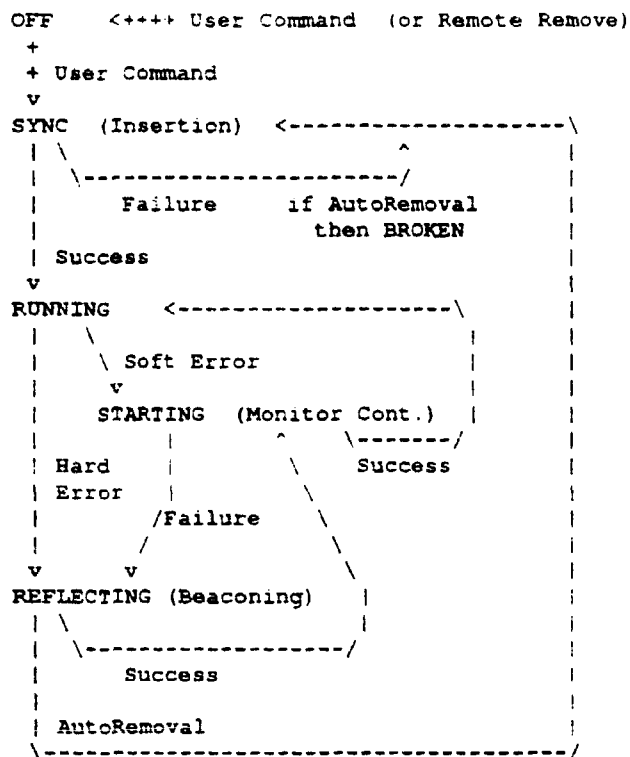 OFF <++++ User Command (or Remote Remove)
+
+ User Command
v
SYNC (Insertion) <--------------------\
| \ ^ |
| \-----------------------/ |
| Failure if AutoRemoval |
| then BROKEN |
| Success |
v |
RUNNING <--------------------\ |
| \ | |
| \ Soft Error | |
| v | |
| STARTING (Monitor Cont.) | |
| | ^ \-------/ |
| Hard | \ Success |
| Error | \ |
| /Failure \ |
| / \ |
v v \ |
REFLECTING (Beaconing) | |
| \ | |
| \-------------------/ |
| Success |
| |
| AutoRemoval |
\---------------------------------------/